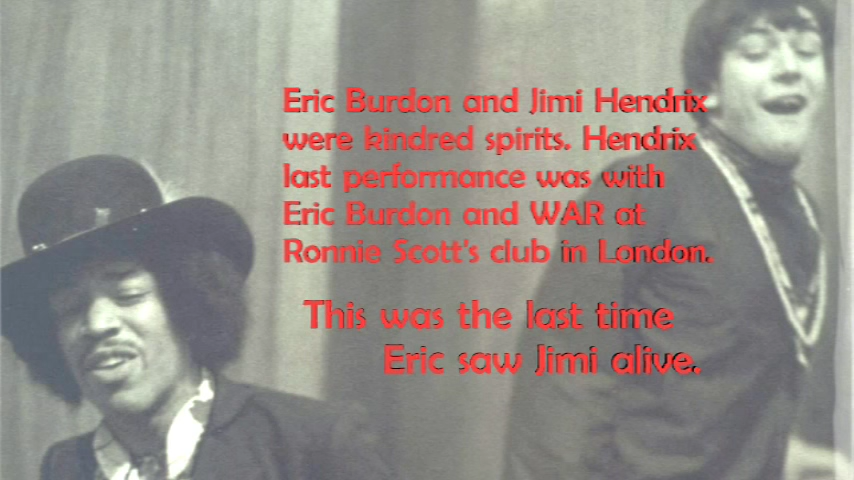 Eric Burdon and Jimi Hendrix
were kindred spirits. Hendrix
last performance was with
Eric Burdon and WAR at
Ronnie Scott's club in London.
This was the last time
Eric saw Jimi alive.